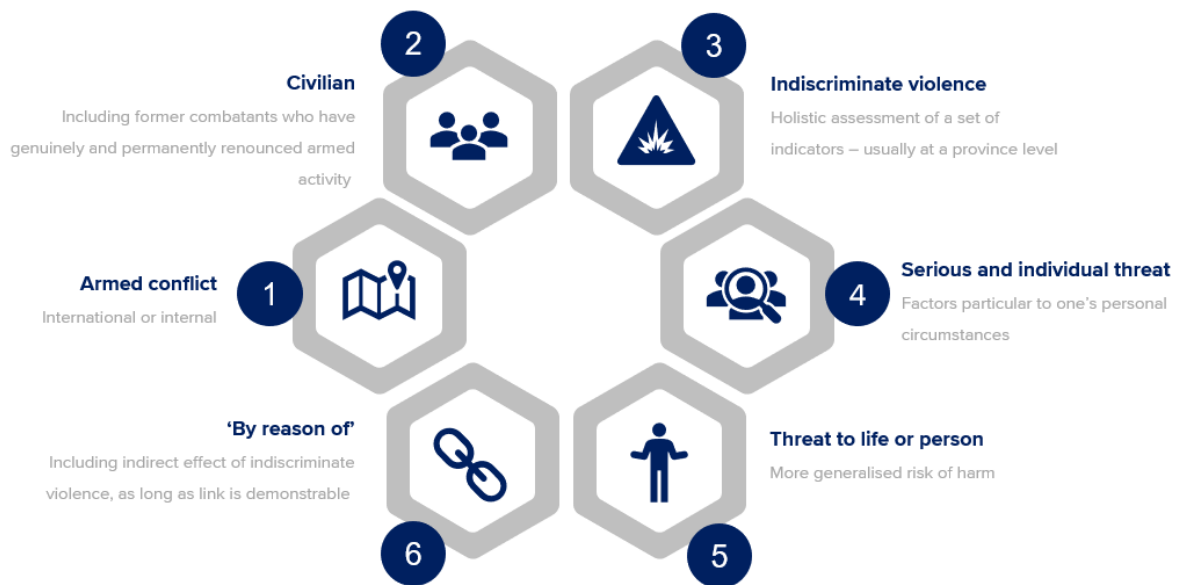 1
Armed conflict
International or internal
2
Civilian
Including former combatants who have
genuinely and permanently renounced armed
activity
3
Indiscriminate violence
Holistic assessment of a set of
indicators – usually at a province level
4
Serious and individual threat
Factors particular to one’s personal
circumstances
5
Threat to life or person
More generalised risk of harm
6
‘By reason of’
Including indirect effect of indiscriminate
violence, as long as link is demonstrable